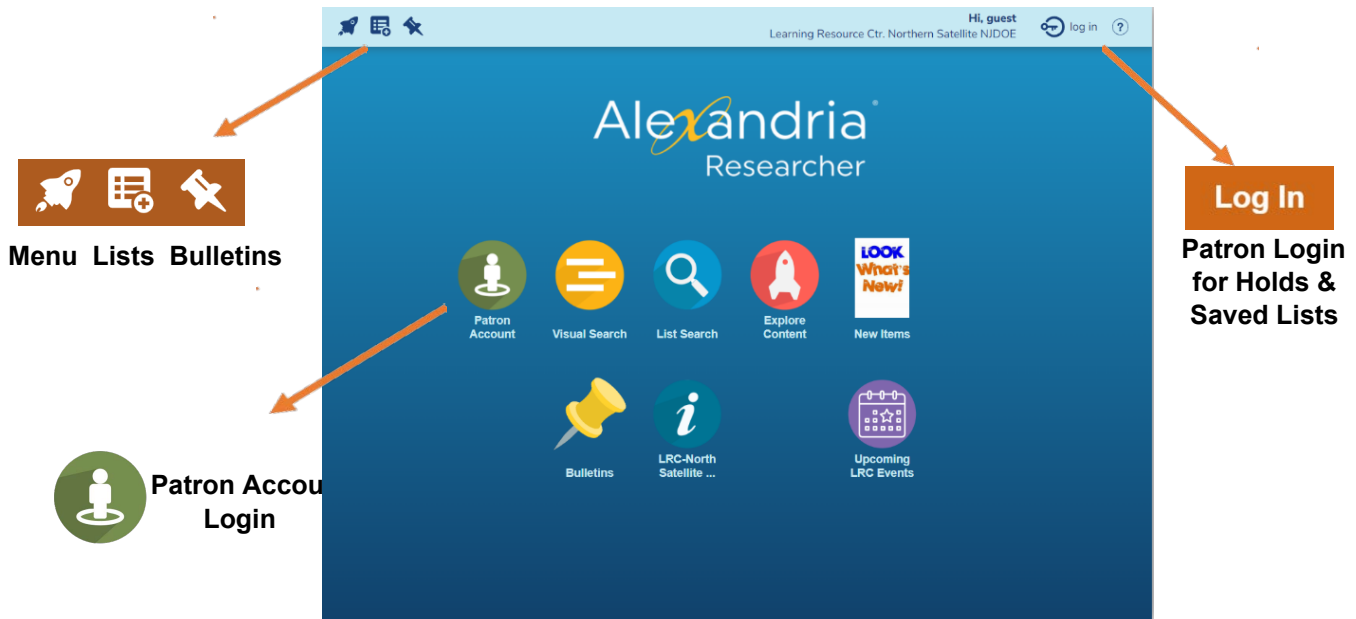 Hi, guest
Learning Resource Ctr. Northern Satellite NJDOE
log in
?
Alexandria
Researcher
Log In
Menu Lists Bulletins
Patron Login
for Holds &
Saved Lists
LOOK
What's
New!
Patron
Account
Visual Search
List Search
Explore
Content
New Items
i
LRC-North
Satellite ...
Bulletins
Upcoming
LRC Events
Patron Accou
Login